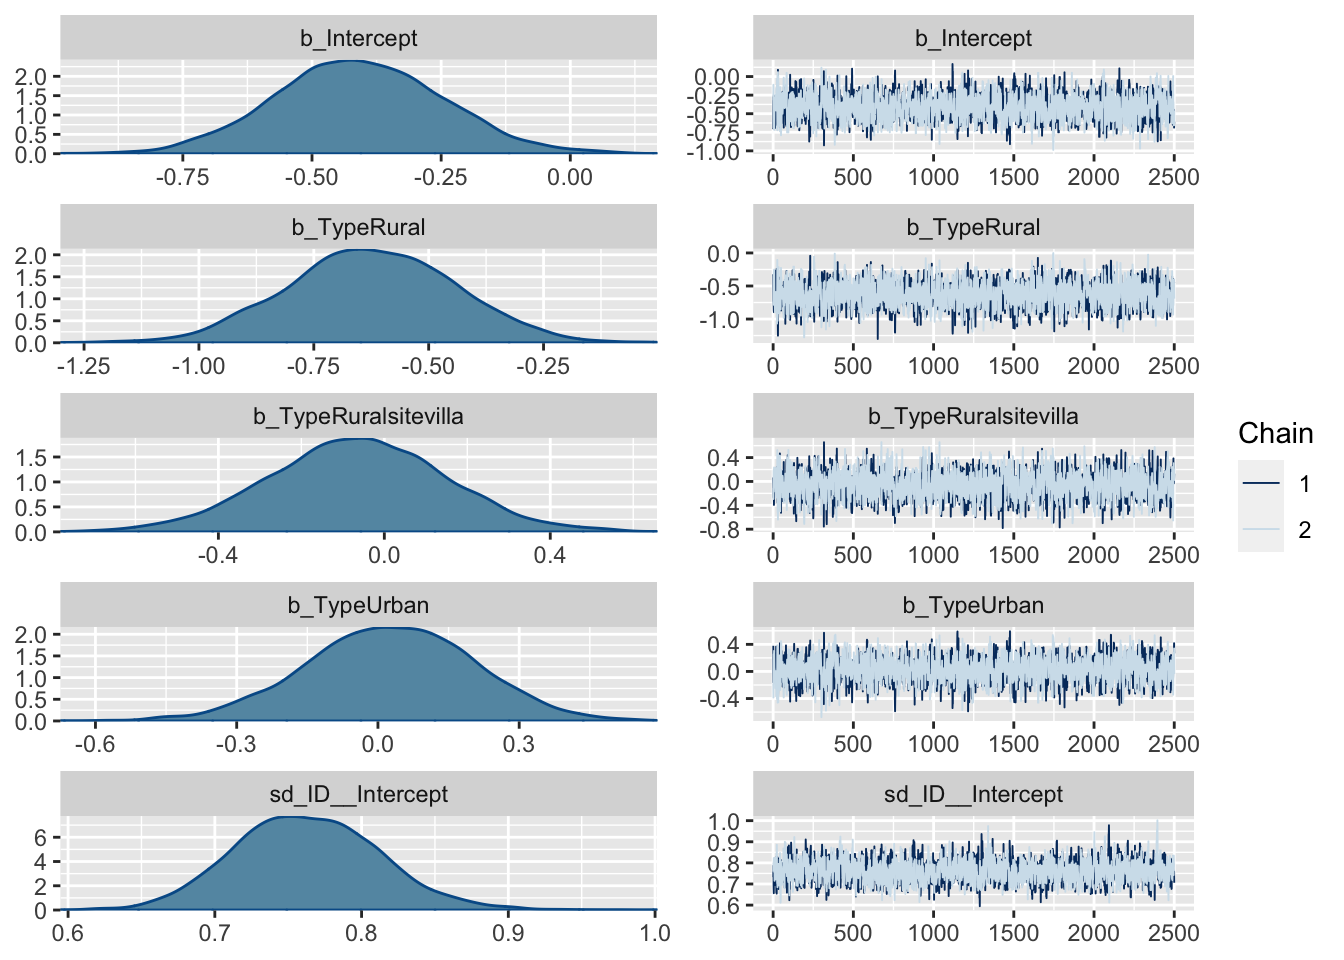 b_Intercept
2.0
1.5
1.0
0.5
0.0
-0.75 -0.50 -0.25 0.00
b_Intercept
0.00
-0.25
-0.50
-0.75
-1.00
0 500 1000 1500 2000 2500
b_TypeRural
2.0
1.5
1.0
0.5
0.0
-1.25 -1.00 -0.75 -0.50 -0.25
b_TypeRural
0.0
-0.5
-1.0
0 500 1000 1500 2000 2500
b_TypeRuralsitevilla
1.5
1.0
0.5
0.0
-0.4 0.0 0.4
b_TypeRuralsitevilla
0.4
0.0
-0.4
-0.8
0 500 1000 1500 2000 2500
b_TypeUrban
2.0
1.5
1.0
0.5
0.0
-0.6 -0.3 0.0 0.3
b_TypeUrban
0.4
0.0
-0.4
0 500 1000 1500 2000 2500
sd_ID__Intercept
6
4
2
0
0.6 0.7 0.8 0.9 1.0
sd_ID__Intercept
1.0
0.9
0.8
0.7
0.6
0 500 1000 1500 2000 2500
Chain
1
2